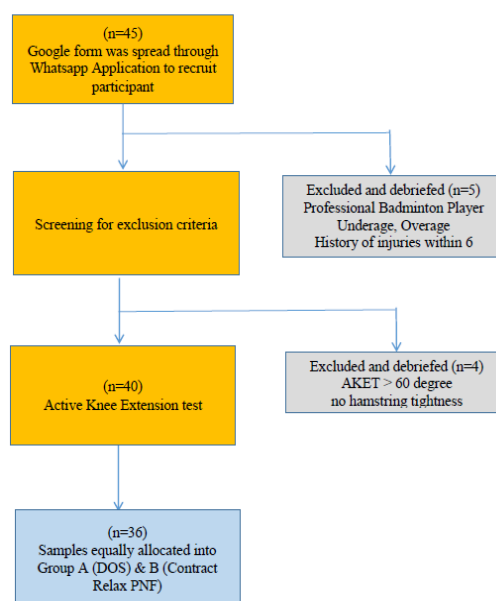 (n=45)
Google form was spread through
Whatsapp Application to recruit
participant
Excluded and debriefed (n=5)
Professional Badminton Player
Underage, Overage
History of injuries within 6
Screening for exclusion criteria
(n=40)
Active Knee Extension test
Excluded and debriefed (n=4)
AKET > 60 degree
no hamstring tightness
(n=36)
Samples equally allocated into
Group A (DOS) & B (Contract
Relax PNF)